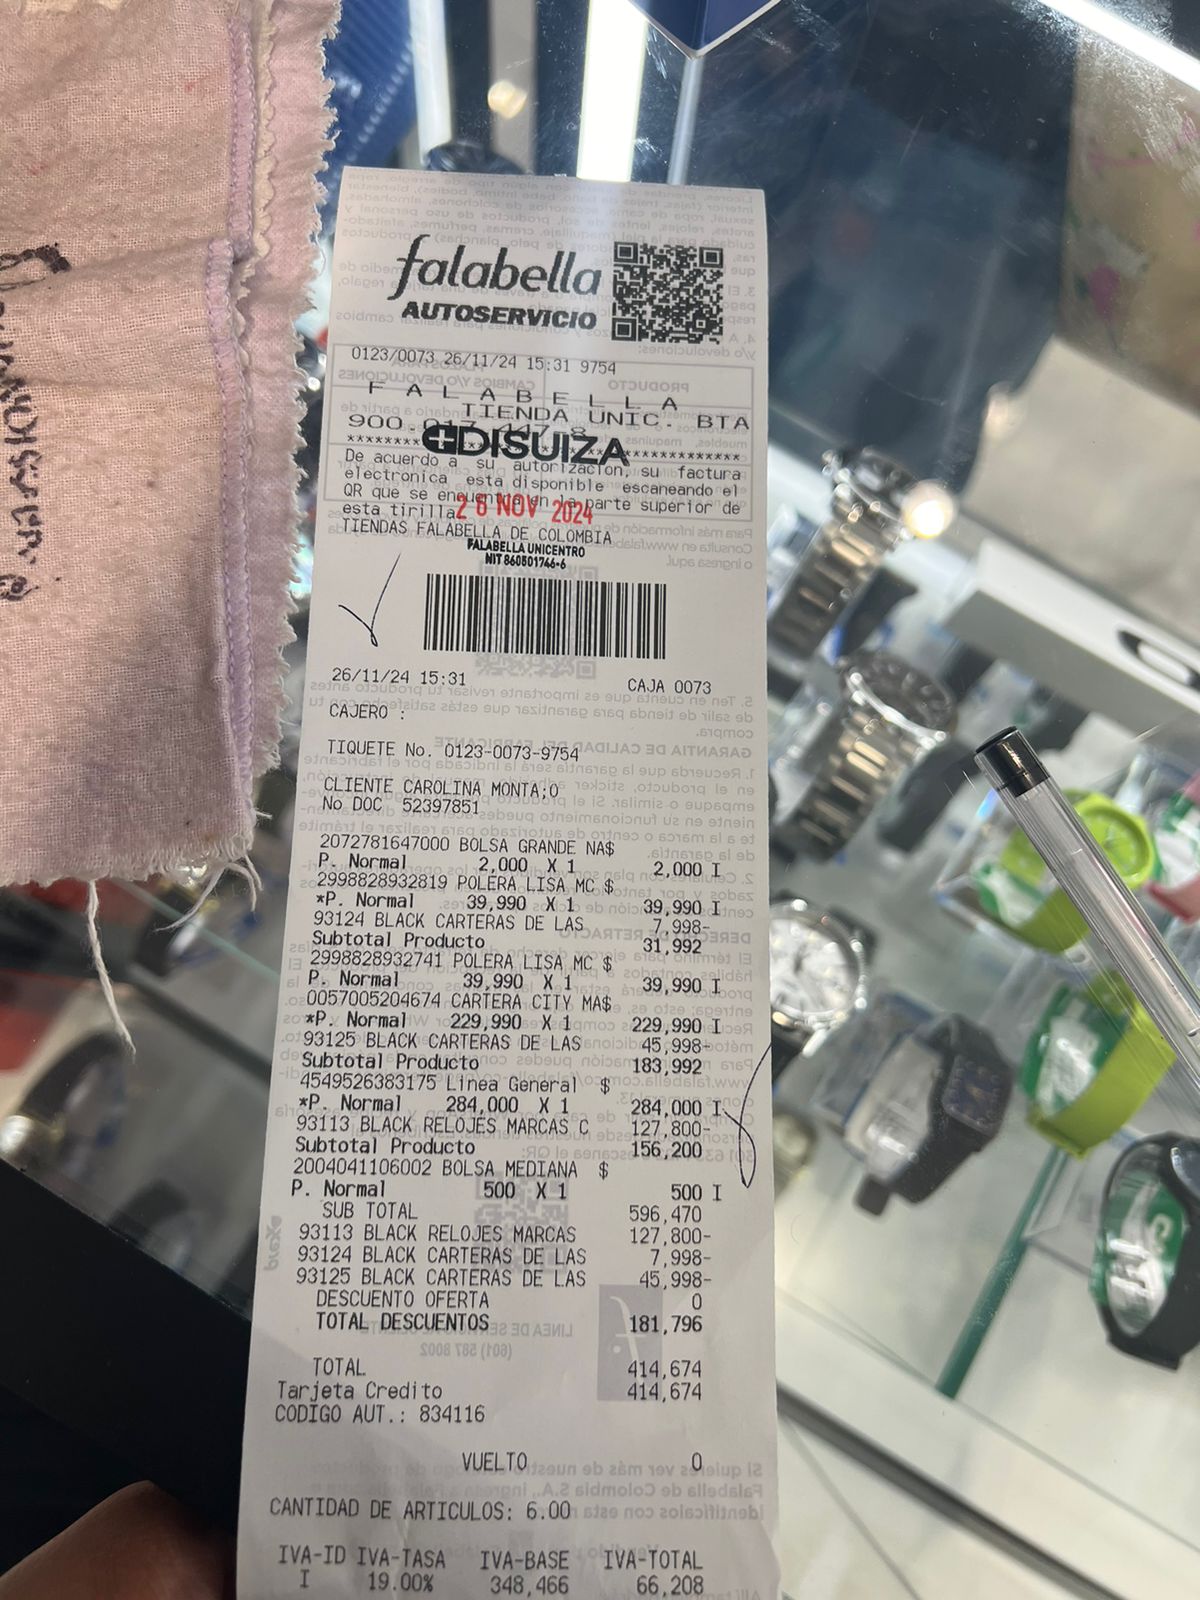 falabella
AUTOSERVICIO
0123/0073 26/11/24 15:31 9754
F A L A B E L L A
TIENDA UNIC. BTA
900.017.447-8
DISUIZA
De acuerdo a su autorizacion, su factura
electronica esta disponible escaneando el
QR que se encuentra en la parte superior de
esta tirilla
26 NOV 2024
TIENDAS FALABELLA DE COLOMBIA
FALABELLA UNICENTRO
NIT 860501746-6
26/11/24 15:31 CAJA 0073
CAJERO :
TIQUETE No. 0123-0073-9754
CLIENTE CAROLINA MONTA;O
No DOC 52397851
2072781647000 BOLSA GRANDE NA$
P. Normal 2,000 X 1 2,000 I
2998828932819 POLERA LISA MC $
*P. Normal 39,990 X 1 39,990 I
93124 BLACK CARTERAS DE LAS 7,998-
Subtotal Producto 31,992
2998828932741 POLERA LISA MC $
P. Normal 39,990 X 1 39,990 I
0057005204674 CARTERA CITY MA$
*P. Normal 229,990 X 1 229,990 I
93125 BLACK CARTERAS DE LAS 45,998-
Subtotal Producto 183,992
4549526383175 Linea General $
*P. Normal 284,000 X 1 284,000 I
93113 BLACK RELOJES MARCAS C 127,800-
Subtotal Producto 156,200
2004041106002 BOLSA MEDIANA $
P. Normal 500 X 1 500 I
SUB TOTAL 596,470
93113 BLACK RELOJES MARCAS 127,800-
93124 BLACK CARTERAS DE LAS 7,998-
93125 BLACK CARTERAS DE LAS 45,998-
DESCUENTO OFERTA 0
TOTAL DESCUENTOS 181,796
TOTAL 414,674
Tarjeta Credito 414,674
CODIGO AUT.: 834116
VUELTO 0
CANTIDAD DE ARTICULOS: 6.00
IVA-ID IVA-TASA IVA-BASE IVA-TOTAL
I 19.00% 348,466 66,208